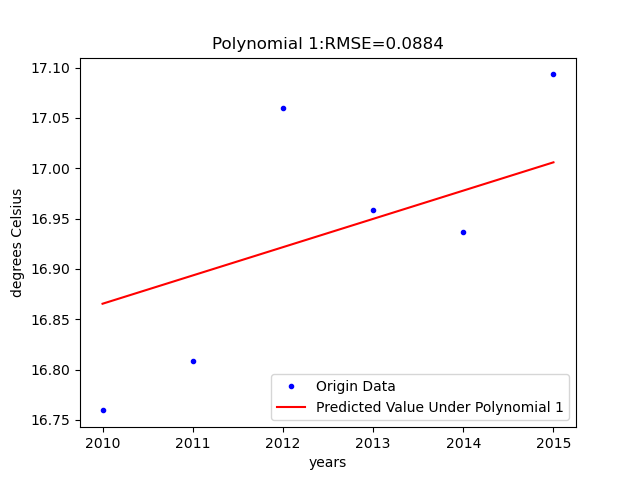 Polynomial 1:RMSE=0.0884
17.10
17.05
17.00
16.95
16.90
16.85
16.80
16.75
degrees Celsius
Origin Data
Predicted Value Under Polynomial 1
2010 2011 2012 2013 2014 2015
years